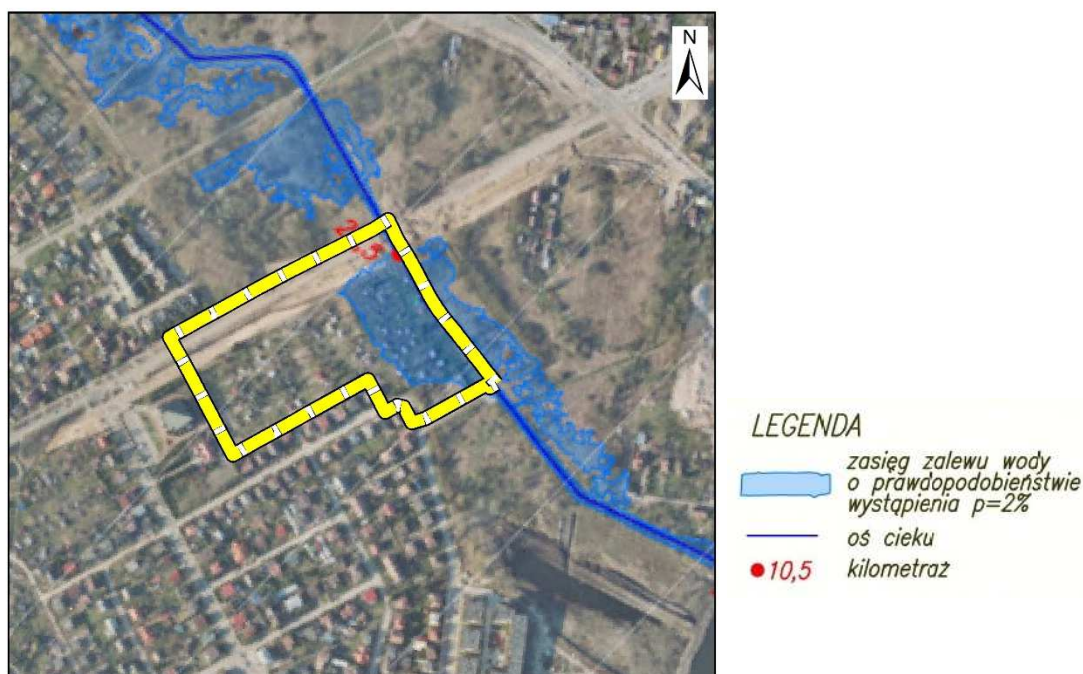 N
LEGENDA
zasięg zalewu wody
o prawdopodobieństwie
wystąpienia p=2%
oś cieku
10,5 kilometraż